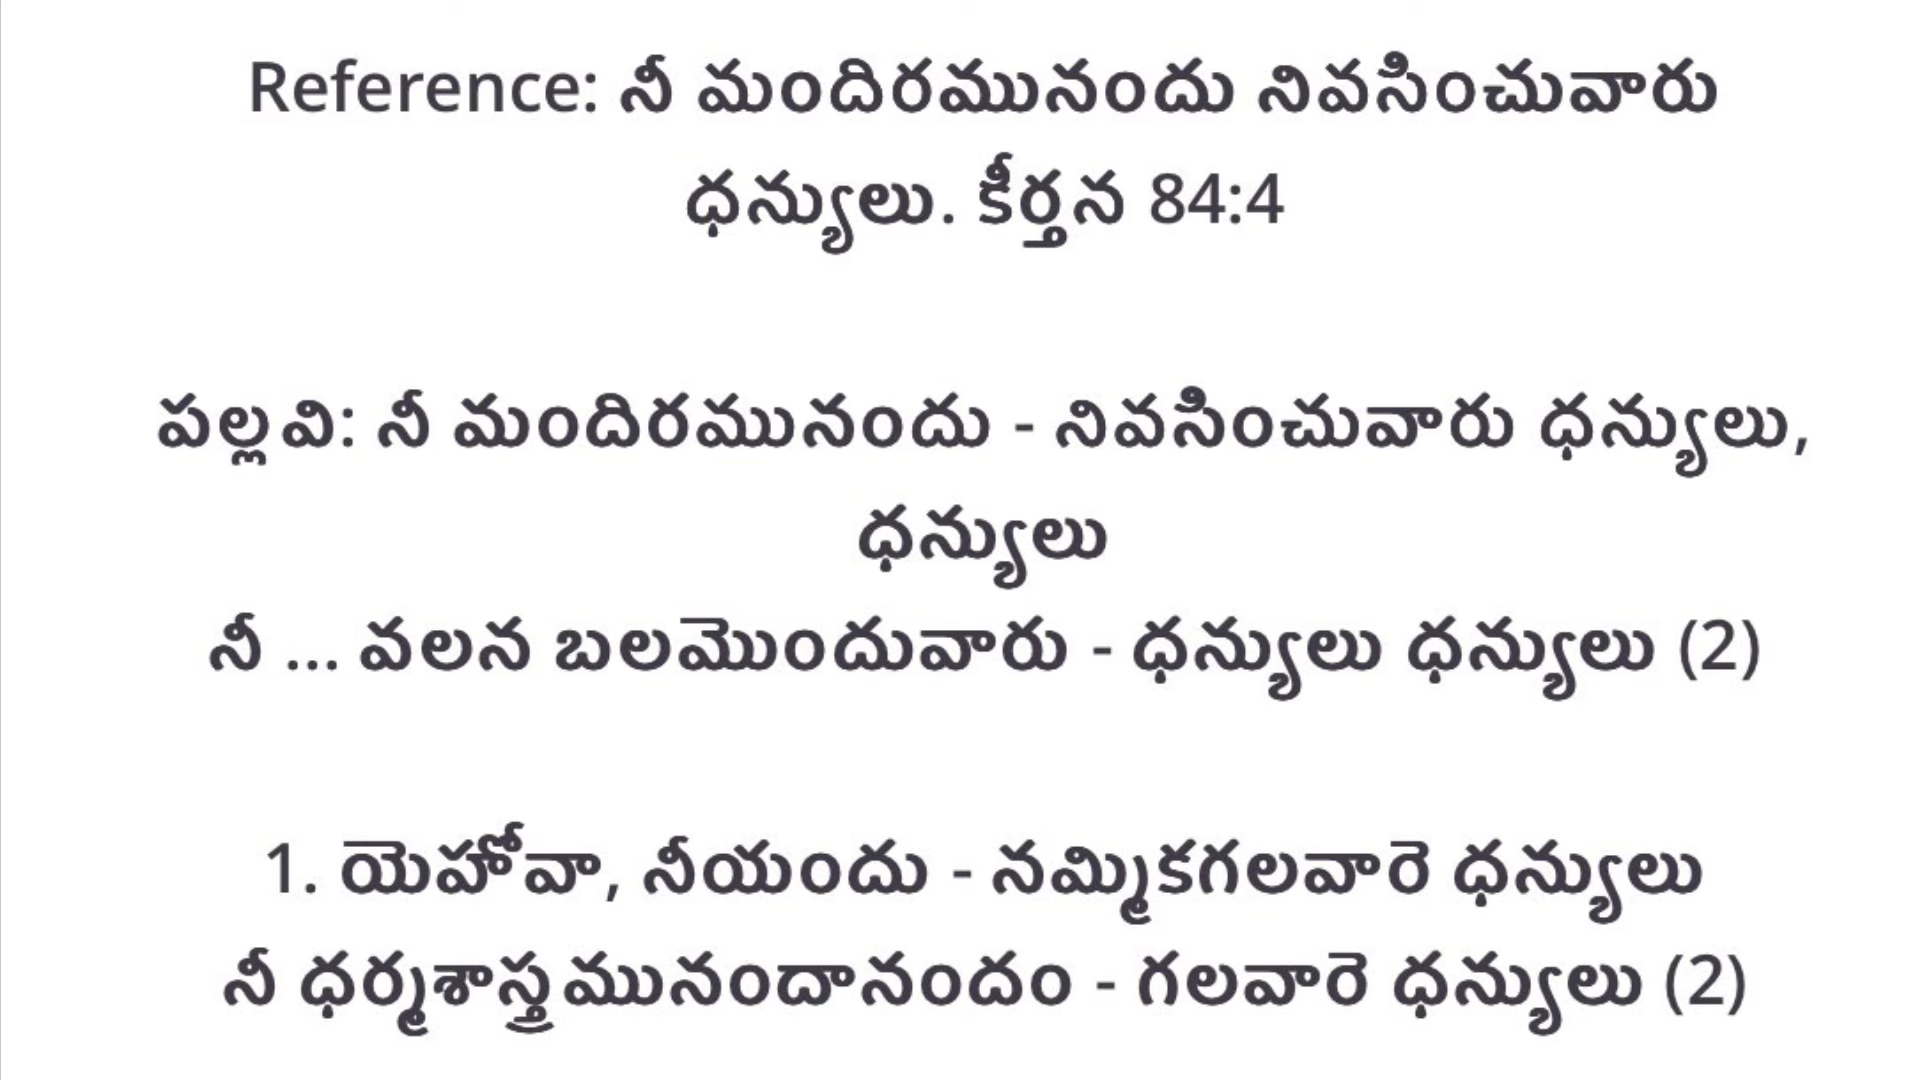 Reference: నీ మందిరమునందు నివసించువారు
ధన్యులు. కీర్తన 84:4
పల్లవి: నీ మందిరమునందు - నివసించువారు ధన్యులు,
ధన్యులు
నీ ... వలన బలమొందువారు - ధన్యులు ధన్యులు (2)
1. యెహోవా, నీయందు - నమ్మికగలవారె ధన్యులు
నీ ధర్మశాస్త్రమునందానందం - గలవారె ధన్యులు (2)